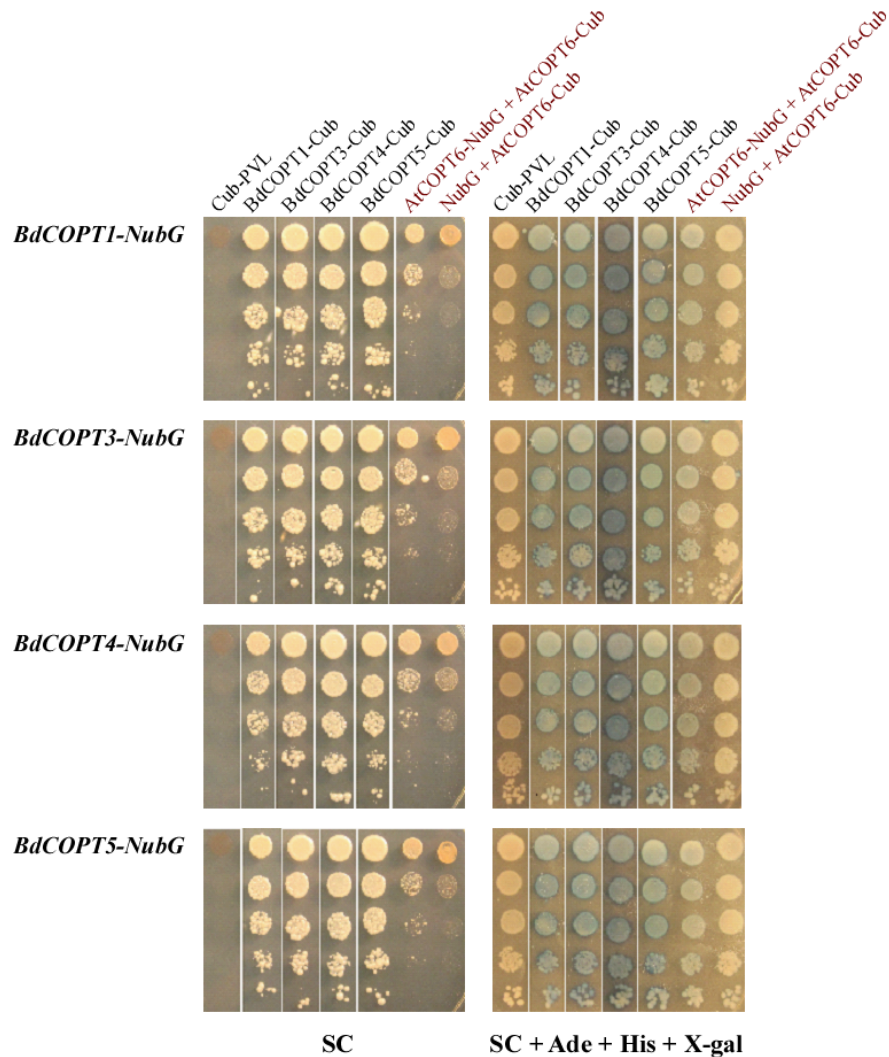 Cub-PVL
BdCOPT1-Cub
BdCOPT3-Cub
BdCOPT4-Cub
BdCOPT5-Cub
AtCOPT6-NubG + AtCOPT6-Cub
NubG + AtCOPT6-Cub
Cub-PVL
BdCOPT1-Cub
BdCOPT3-Cub
BdCOPT4-Cub
BdCOPT5-Cub
AtCOPT6-NubG + AtCOPT6-Cub
NubG + AtCOPT6-Cub
BdCOPT1-NubG
BdCOPT3-NubG
BdCOPT4-NubG
BdCOPT5-NubG
SC
SC + Ade + His + X-gal